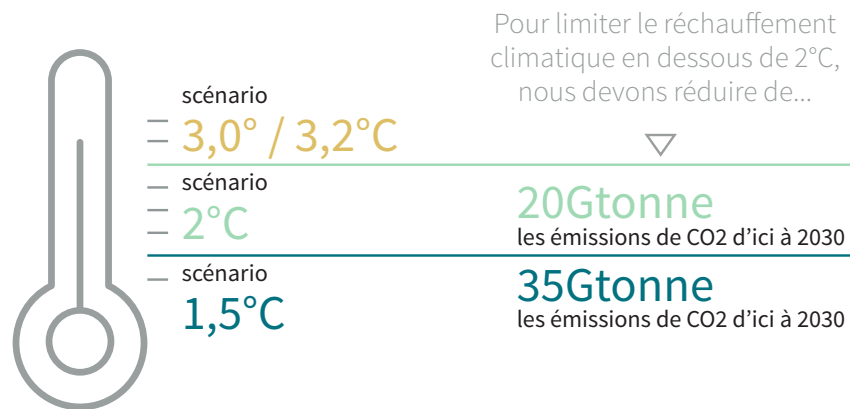 Pour limiter le réchauffement
climatique en dessous de 2°C,
nous devons réduire de...
scénario
3,0° / 3,2°C
scénario
2°C
20Gtonne
les émissions de CO2 d’ici à 2030
scénario
1,5°C
35Gtonne
les émissions de CO2 d’ici à 2030